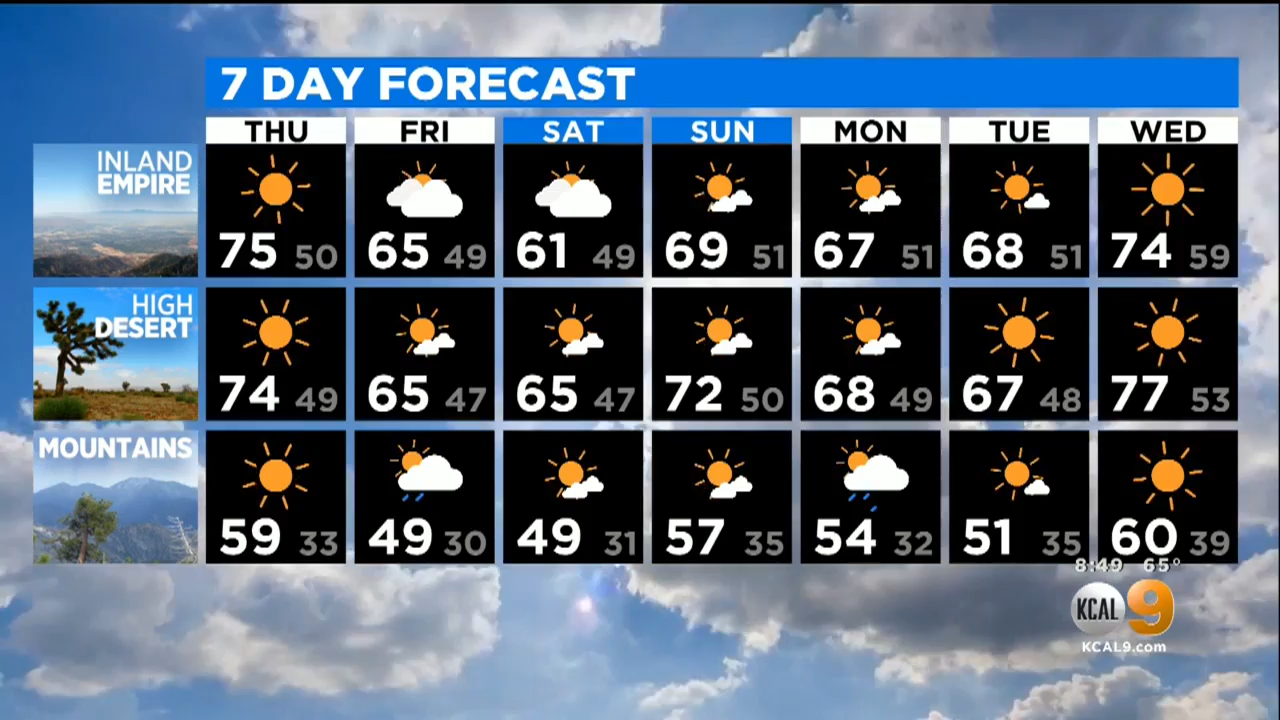 7 DAY FORECAST
THU FRI SAT SUN MON TUE WED
INLAND
EMPIRE
75 50 65 49 61 49 69 51 67 51 68 51 74 59
HIGH
DESERT
74 49 65 47 65 47 72 50 68 49 67 48 77 53
MOUNTAINS
59 33 49 30 49 31 57 35 54 32 51 35 60 39
8:49 65°
KCAL 9
KCAL9.com